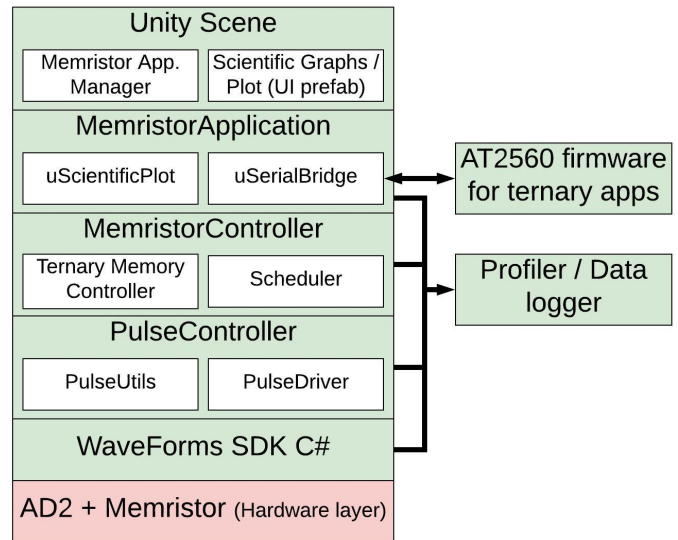 Unity Scene
Memristor App.
Manager
Scientific Graphs /
Plot (UI prefab)
MemristorApplication
uScientificPlot
uSerialBridge
AT2560 firmware
for ternary apps
MemristorController
Ternary Memory
Controller
Scheduler
Profiler / Data
logger
PulseController
PulseUtils
PulseDriver
WaveForms SDK C#
AD2 + Memristor (Hardware layer)